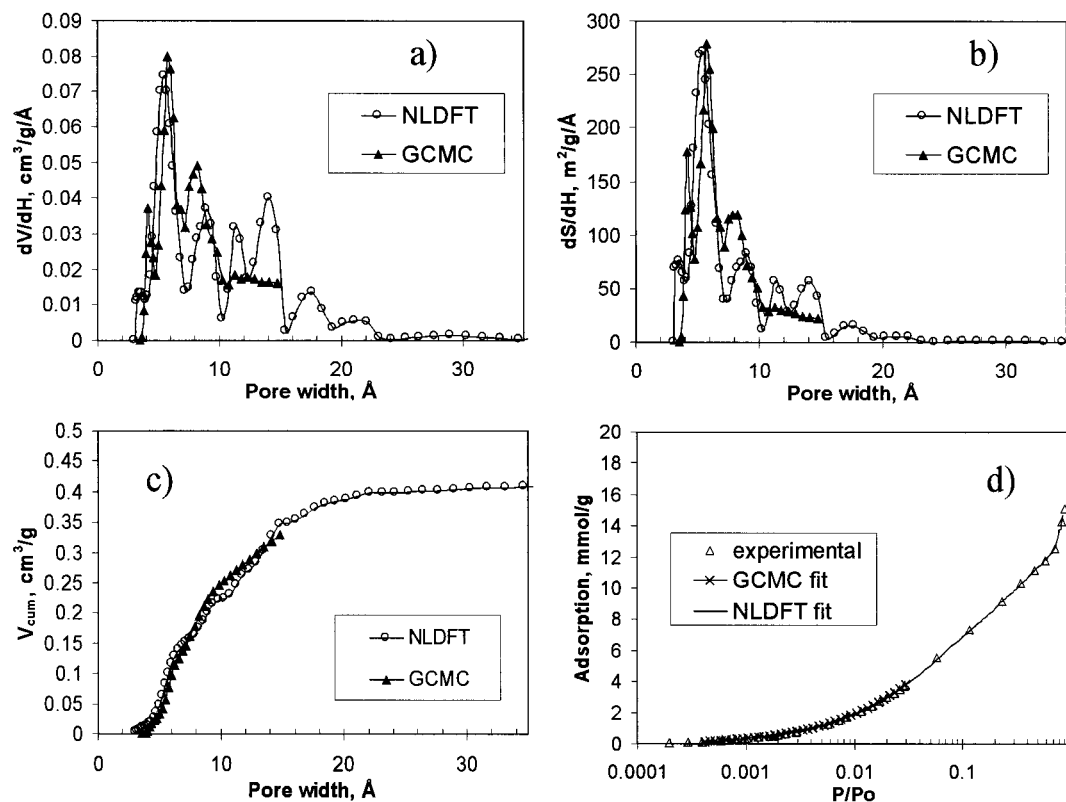 a)
dV/dH, cm³/g/Å
0.09
0.08
0.07
0.06
0.05
0.04
0.03
0.02
0.01
0
NLDFT
GCMC
0 10 20 30
Pore width, Å
b)
dS/dH, m²/g/Å
300
250
200
150
100
50
0
NLDFT
GCMC
0 10 20 30
Pore width, Å
c)
Vcum, cm³/g
0.5
0.45
0.4
0.35
0.3
0.25
0.2
0.15
0.1
0.05
0
NLDFT
GCMC
0 10 20 30
Pore width, Å
d)
Adsorption, mmol/g
20
18
16
14
12
10
8
6
4
2
0
experimental
GCMC fit
NLDFT fit
0.0001 0.001 0.01 0.1
P/Po